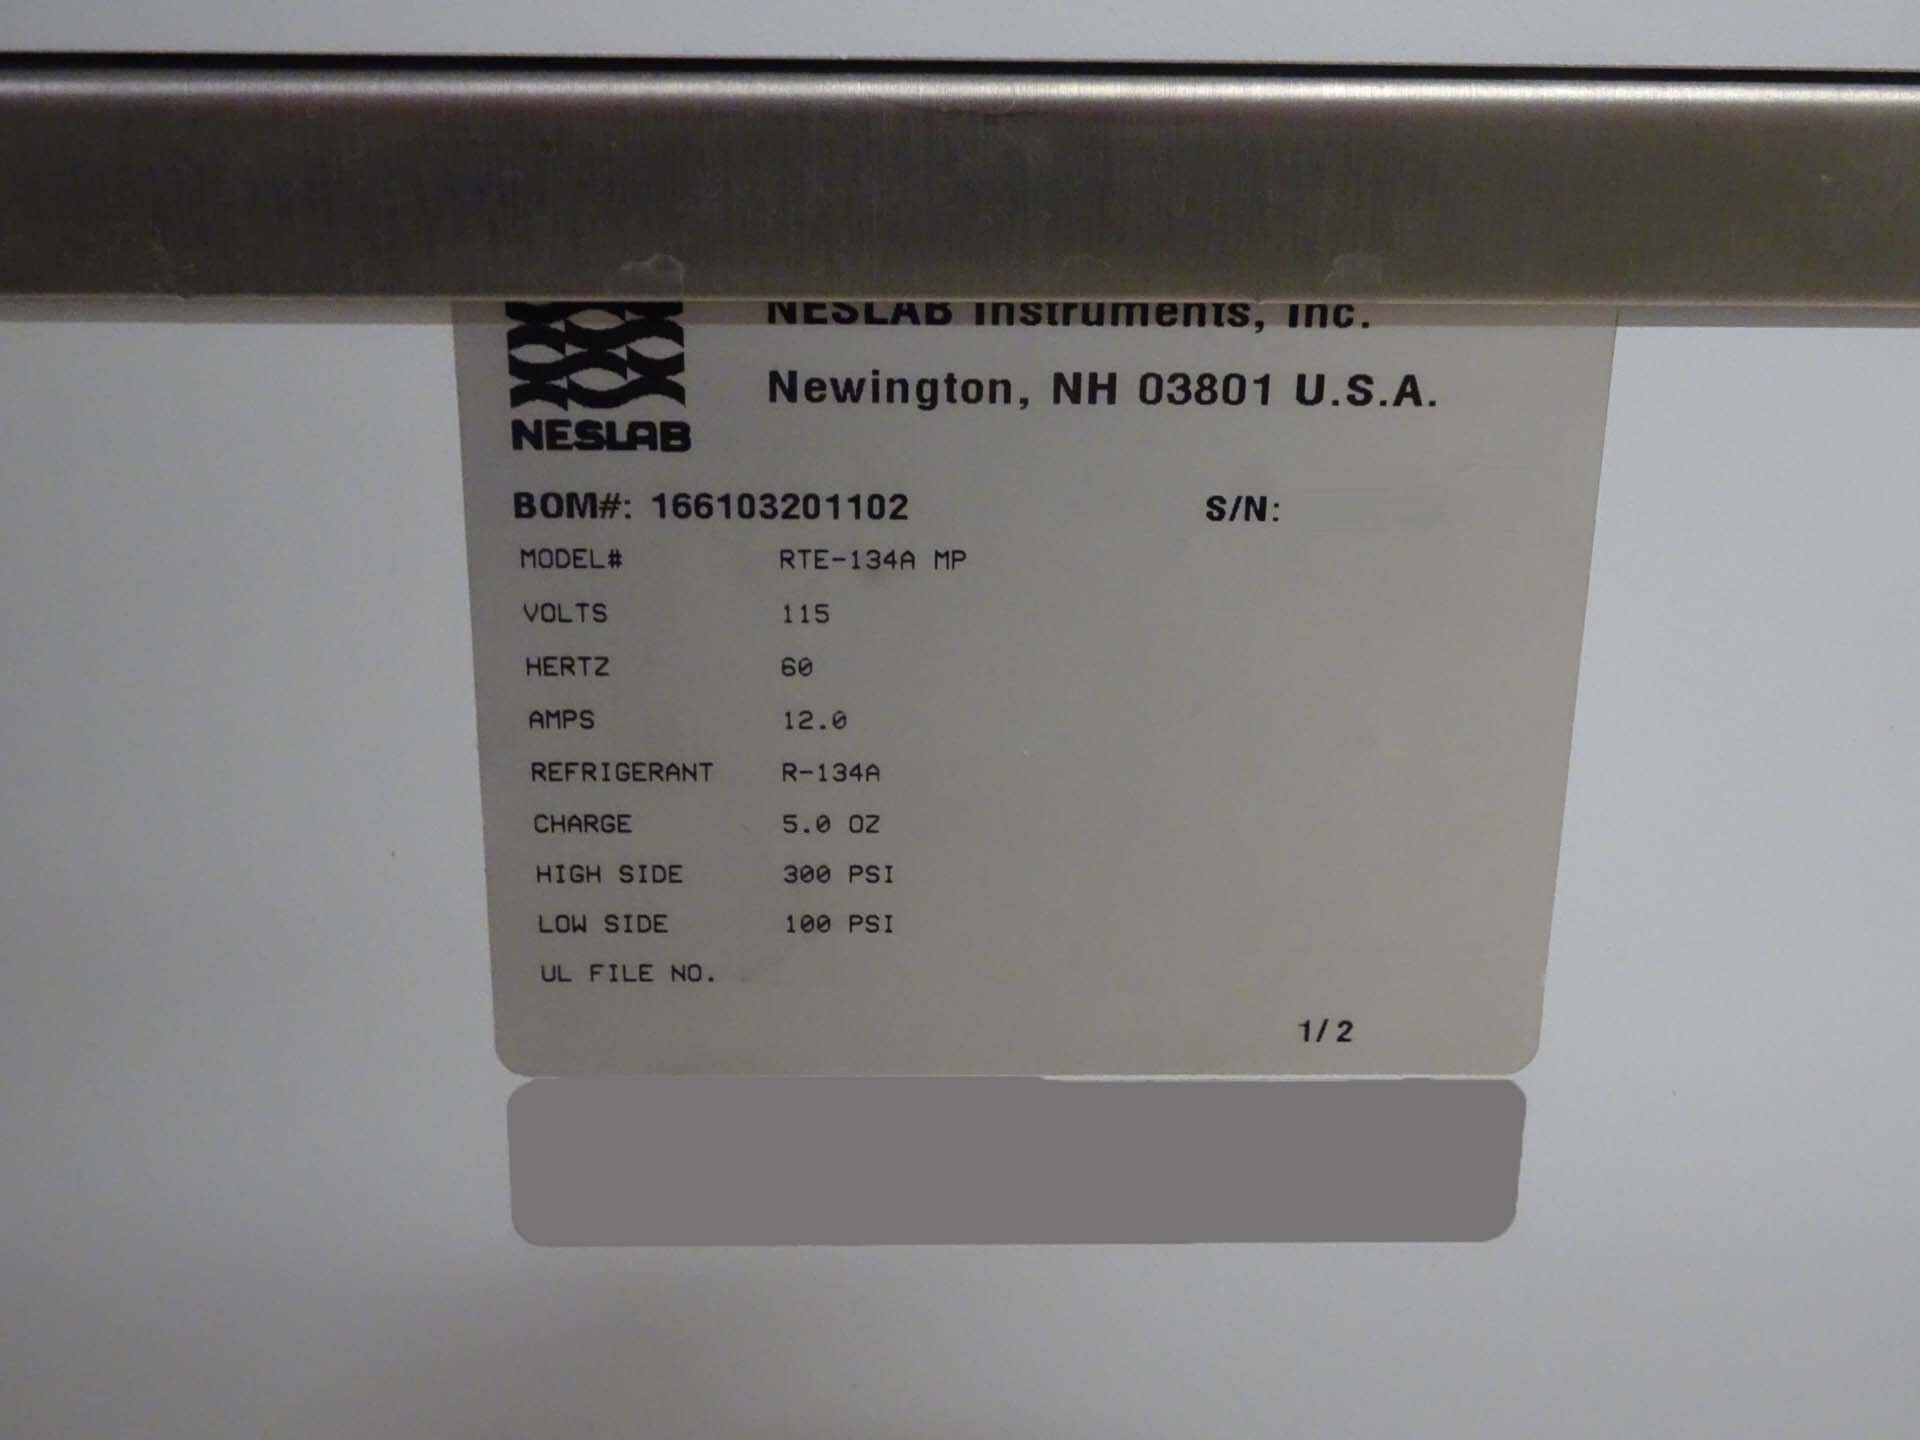 NESLAB Instruments, Inc.
Newington, NH 03801 U.S.A.
NESLAB
BOM#: 166103201102 S/N:
MODEL# RTE-134A MP
VOLTS 115
HERTZ 60
AMPS 12.0
REFRIGERANT R-134A
CHARGE 5.0 OZ
HIGH SIDE 300 PSI
LOW SIDE 100 PSI
UL FILE NO.
1/2